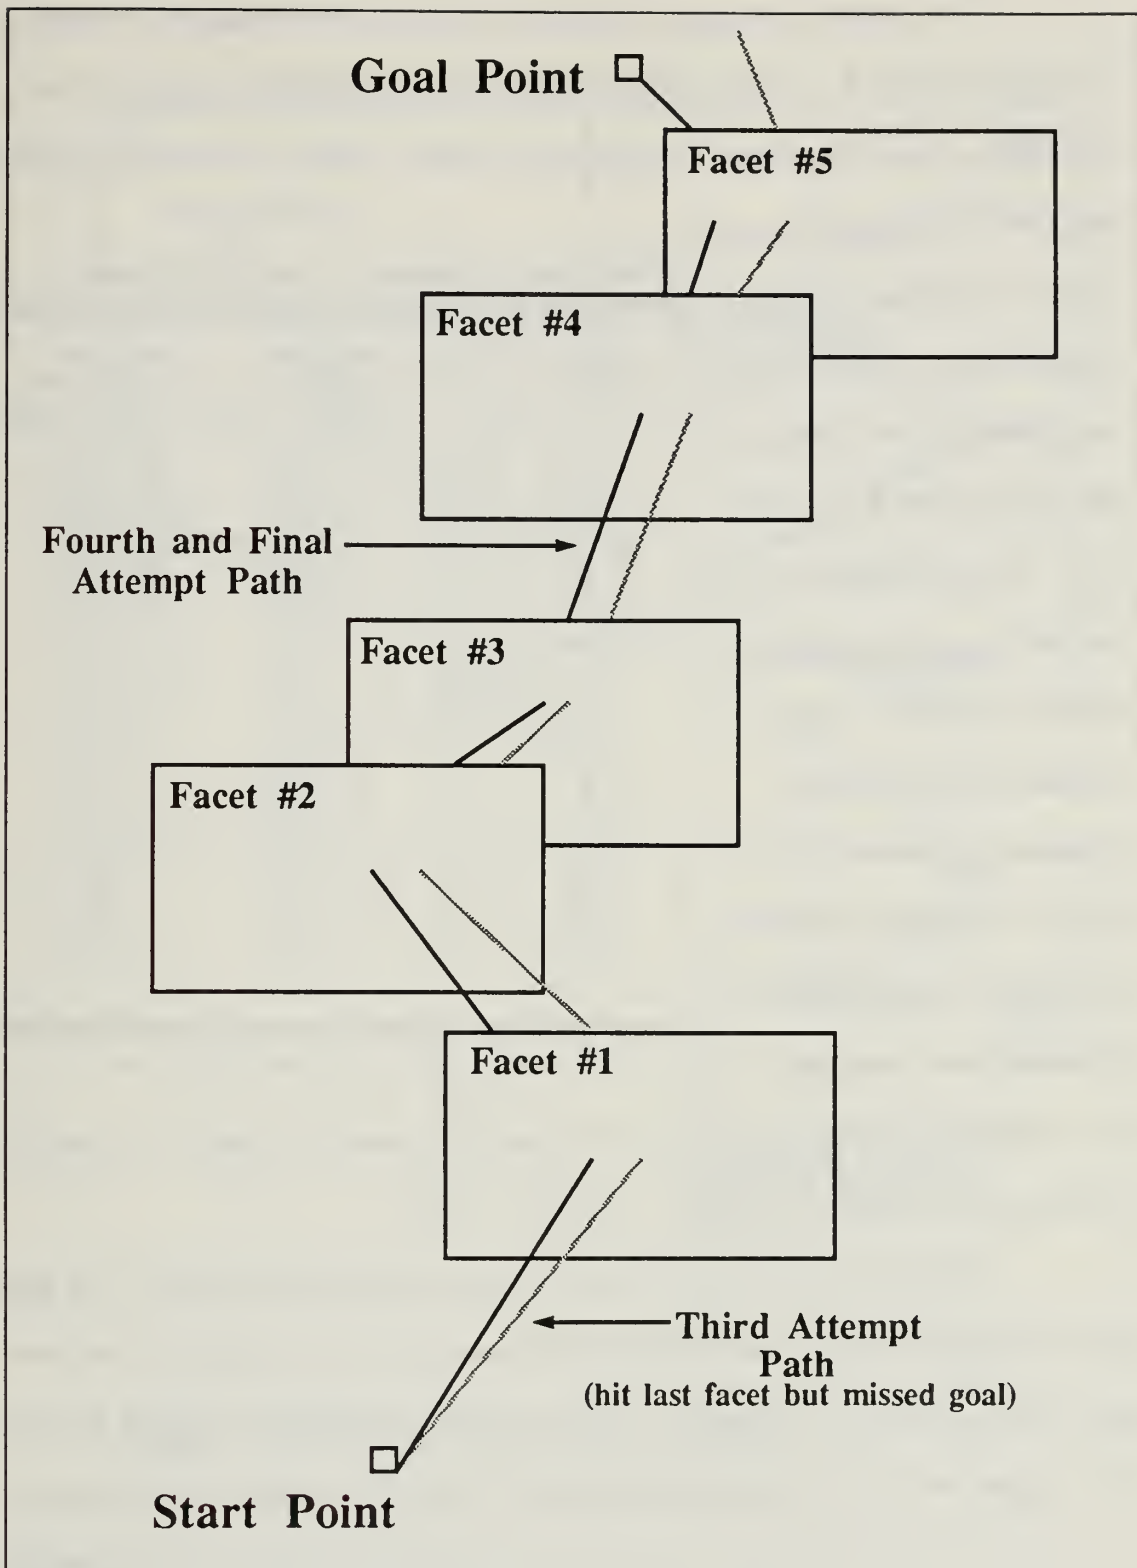 Goal Point
Facet #5
Facet #4
Fourth and Final
Attempt Path
Facet #3
Facet #2
Facet #1
Third Attempt
Path
(hit last facet but missed goal)
Start Point